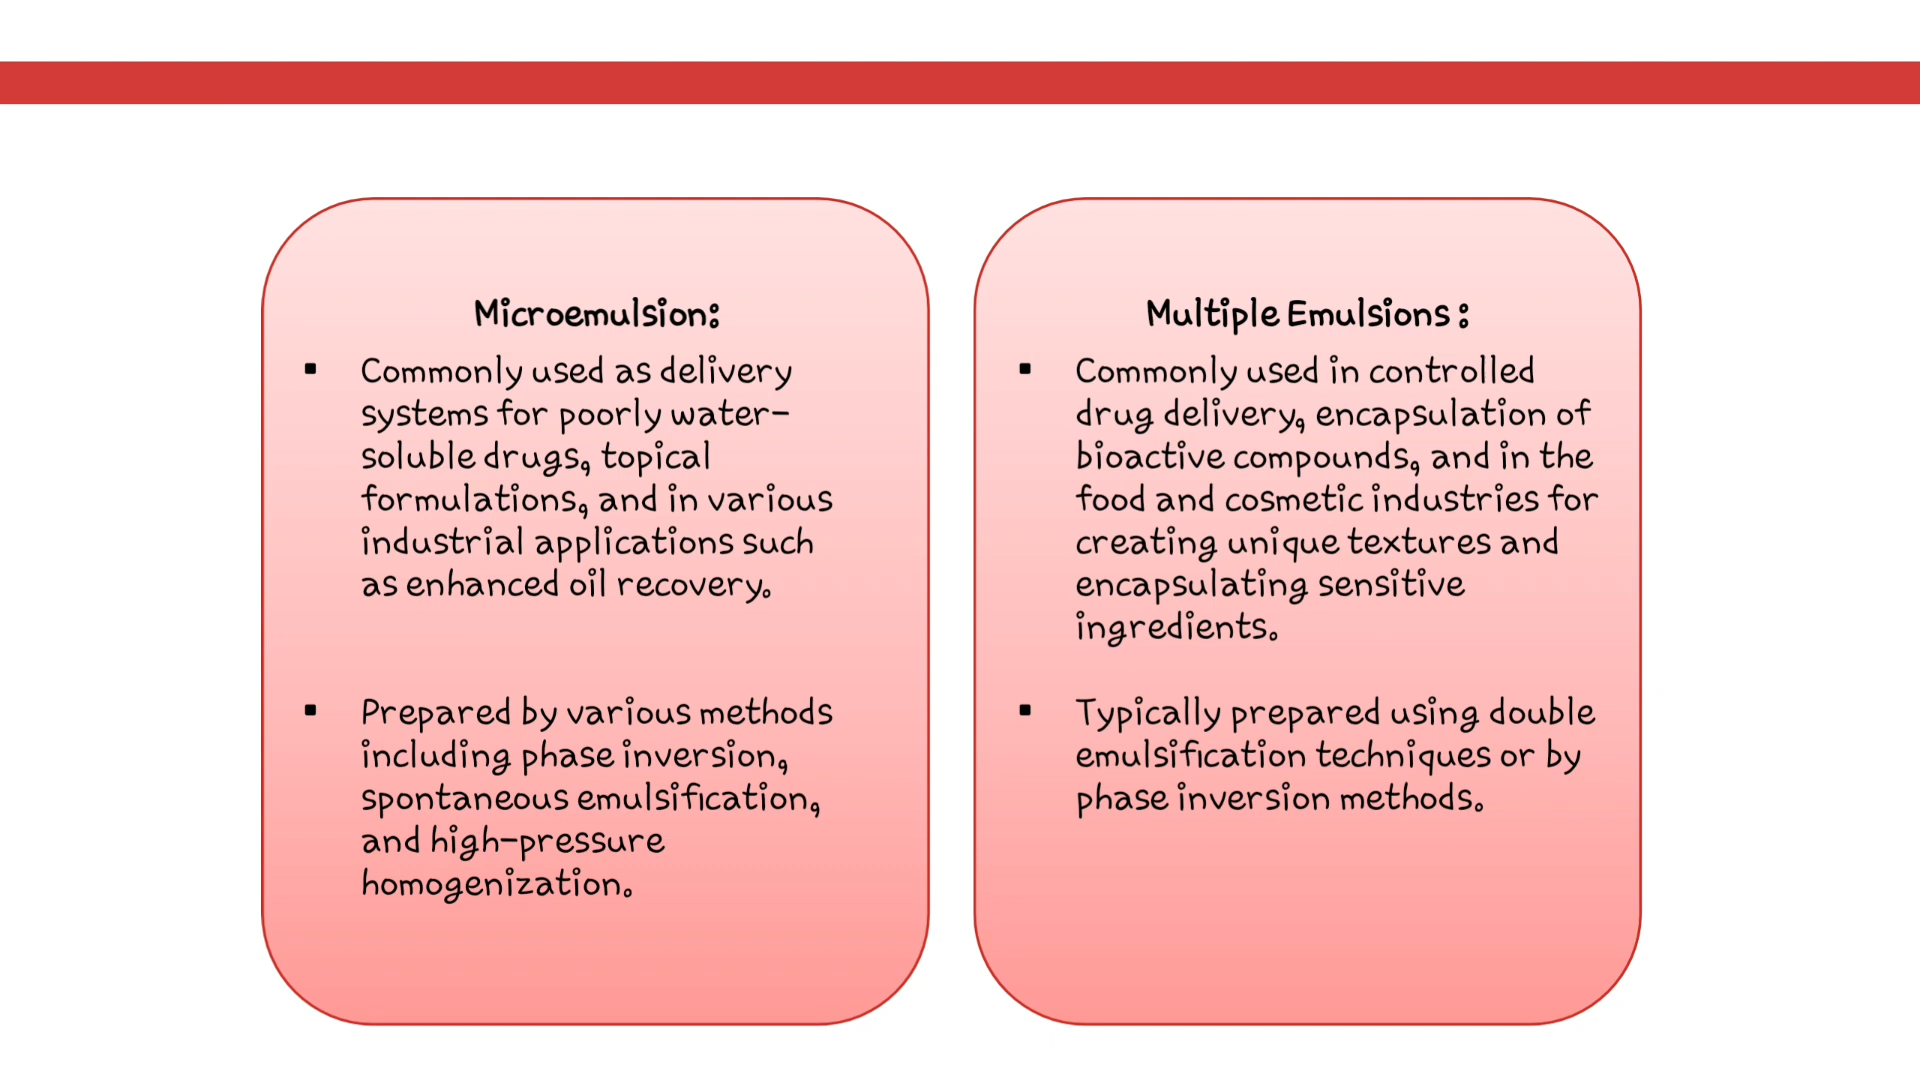 Microemulsion:
▪ Commonly used as delivery
systems for poorly water-
soluble drugs, topical
formulations, and in various
industrial applications such
as enhanced oil recovery.
▪ Prepared by various methods
including phase inversion,
spontaneous emulsification,
and high-pressure
homogenization.
Multiple Emulsions :
▪ Commonly used in controlled
drug delivery, encapsulation of
bioactive compounds, and in the
food and cosmetic industries for
creating unique textures and
encapsulating sensitive
ingredients.
▪ Typically prepared using double
emulsification techniques or by
phase inversion methods.